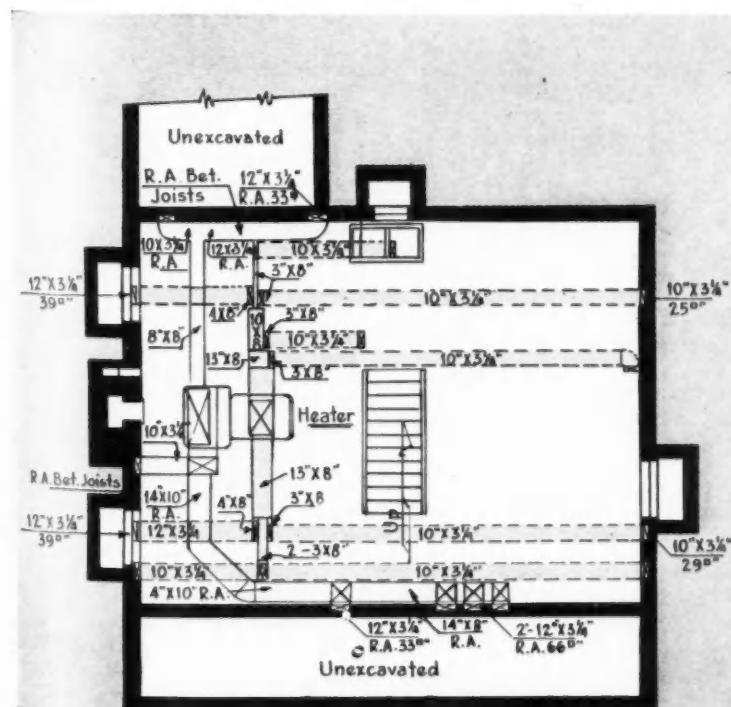 Unexcavated
R.A. Bet.
Joists
12"X3¼"
R.A.33"
10"X3¼"
R.A.
12"X3¼"
R.A.
10"X3¼"
12"X3¼"
39□"
3"X8"
4"X8"
10"X3¼"
10"X3¼"
25□"
8"X8"
10X8
3"X8"
10"X3¼"
13"X8"
3"X8"
10"X3¼"
Heater
10"X3¼"
R.A.Bet.Joists
13"X8"
14"X10"
R.A.
4"X8"
3"X8
UP
12"X3¼"
39□"
12"X3¼
10"X3¼"
2-3X8"
10"X3¼"
29□"
10"X3¼"
10"X3¼"
4"X10" R.A.
12"X3¼"
R.A.33□"
14"X8"
R.A.
2-12"X3¼"
R.A.66□"
Unexcavated